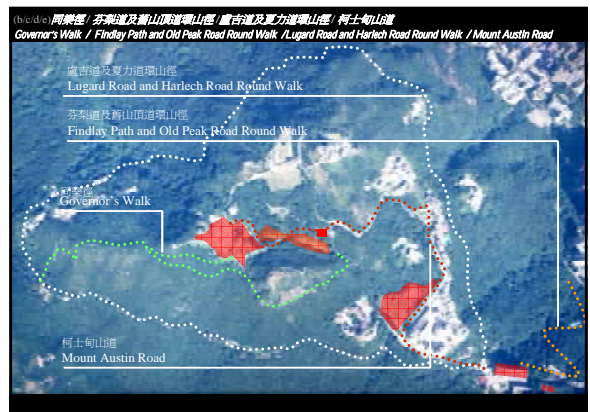 (b/c/d/e)同樂徑 / 芬梨道及舊山頂道環山徑 /盧吉道及夏力道環山徑 / 柯士甸山道
Governor's Walk / Findlay Path and Old Peak Road Round Walk /Lugard Road and Harlech Road Round Walk / Mount Austin Road
盧吉道及夏力道環山徑
Lugard Road and Harlech Road Round Walk
芬梨道及舊山頂道環山徑
Findlay Path and Old Peak Road Round Walk
同樂徑
Governor's Walk
柯士甸山道
Mount Austin Road